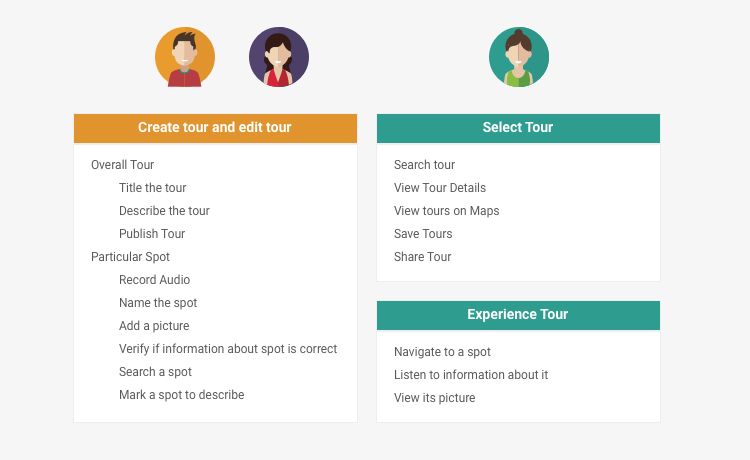 Create tour and edit tour
Overall Tour
Title the tour
Describe the tour
Publish Tour
Particular Spot
Record Audio
Name the spot
Add a picture
Verify if information about spot is correct
Search a spot
Mark a spot to describe
Select Tour
Search tour
View Tour Details
View tours on Maps
Save Tours
Share Tour
Experience Tour
Navigate to a spot
Listen to information about it
View its picture